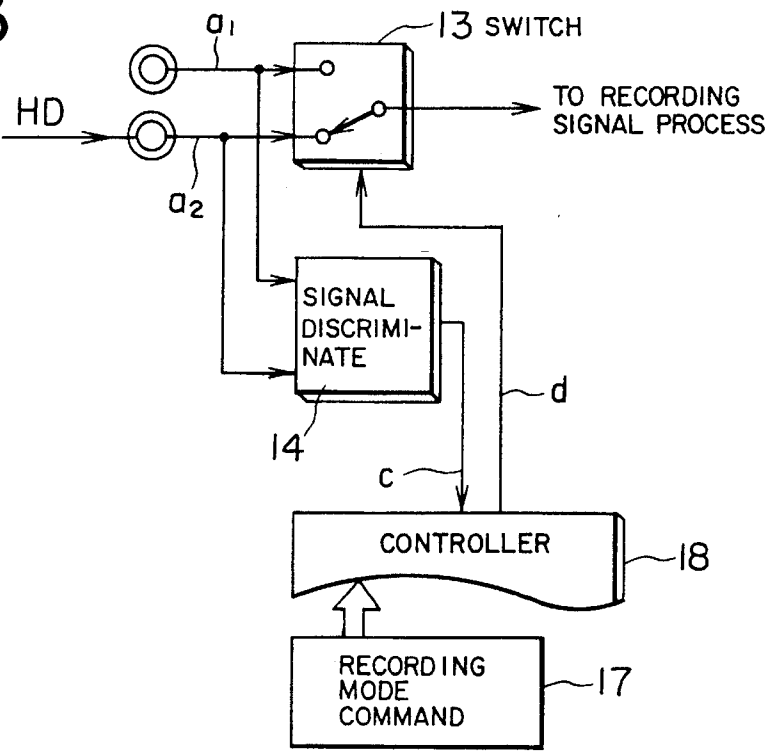 a1
13 SWITCH
HD
a2
TO RECORDING
SIGNAL PROCESS
SIGNAL
DISCRIMI-
NATE
14
d
c
CONTROLLER
18
RECORDING
MODE
COMMAND
17